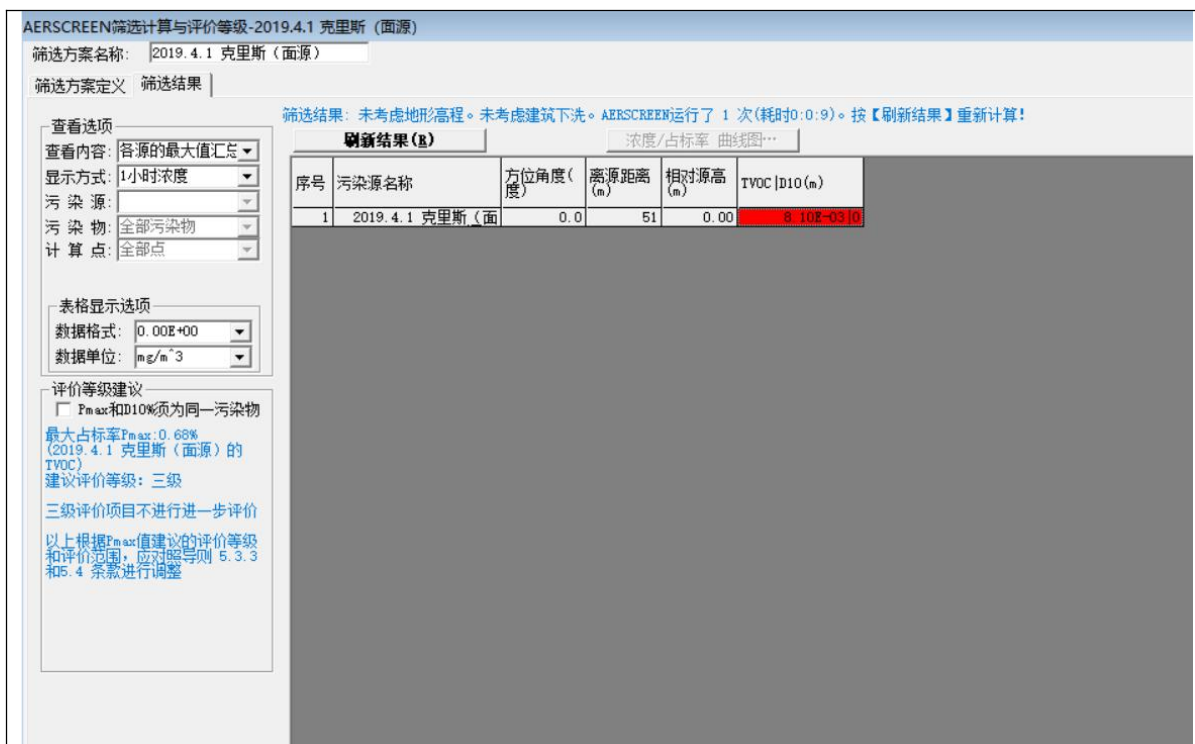 AERSCREEN筛选计算与评价等级-2019.4.1 克里斯（面源）
筛选方案名称: 2019.4.1 克里斯（面源）
筛选方案定义 筛选结果
筛选结果：未考虑地形高程。未考虑建筑下洗。AERSCREEN运行了 1 次(耗时0:0:9)。按【刷新结果】重新计算!
查看选项
刷新结果(R) 浓度/占标率 曲线图…
查看内容: 各源的最大值汇总
显示方式: 1小时浓度
污 染 源:
污 染 物: 全部污染物
计 算 点: 全部点
序号 污染源名称 方位角度(度) 离源距离(m) 相对源高(m) TVOC|D10(m)
1 2019.4.1 克里斯（面 0.0 51 0.00 8.10E-03|0
表格显示选项
数据格式: 0.00E+00
数据单位: mg/m^3
评价等级建议
Pmax和D10%须为同一污染物
最大占标率Pmax:0.68%
(2019.4.1 克里斯（面源）的
TVOC)
建议评价等级: 三级
三级评价项目不进行进一步评价
以上根据Pmax值建议的评价等级
和评价范围，应对照导则 5.3.3
和5.4 条款进行调整